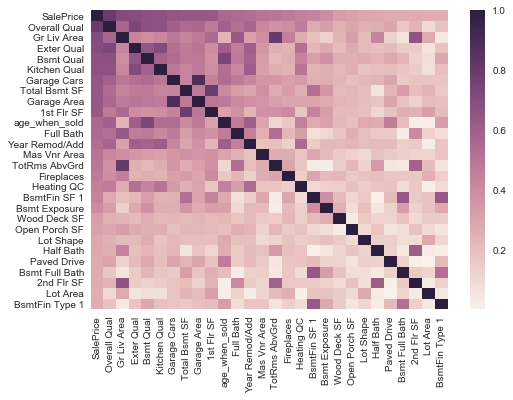 SalePrice
Overall Qual
Gr Liv Area
Exter Qual
Bsmt Qual
Kitchen Qual
Garage Cars
Total Bsmt SF
Garage Area
1st Flr SF
age_when_sold
Full Bath
Year Remod/Add
Mas Vnr Area
TotRms AbvGrd
Fireplaces
Heating QC
BsmtFin SF 1
Bsmt Exposure
Wood Deck SF
Open Porch SF
Lot Shape
Half Bath
Paved Drive
Bsmt Full Bath
2nd Flr SF
Lot Area
BsmtFin Type 1
SalePrice
Overall Qual
Gr Liv Area
Exter Qual
Bsmt Qual
Kitchen Qual
Garage Cars
Total Bsmt SF
Garage Area
1st Flr SF
age_when_sold
Full Bath
Year Remod/Add
Mas Vnr Area
TotRms AbvGrd
Fireplaces
Heating QC
BsmtFin SF 1
Bsmt Exposure
Wood Deck SF
Open Porch SF
Lot Shape
Half Bath
Paved Drive
Bsmt Full Bath
2nd Flr SF
Lot Area
BsmtFin Type 1
1.0
0.8
0.6
0.4
0.2